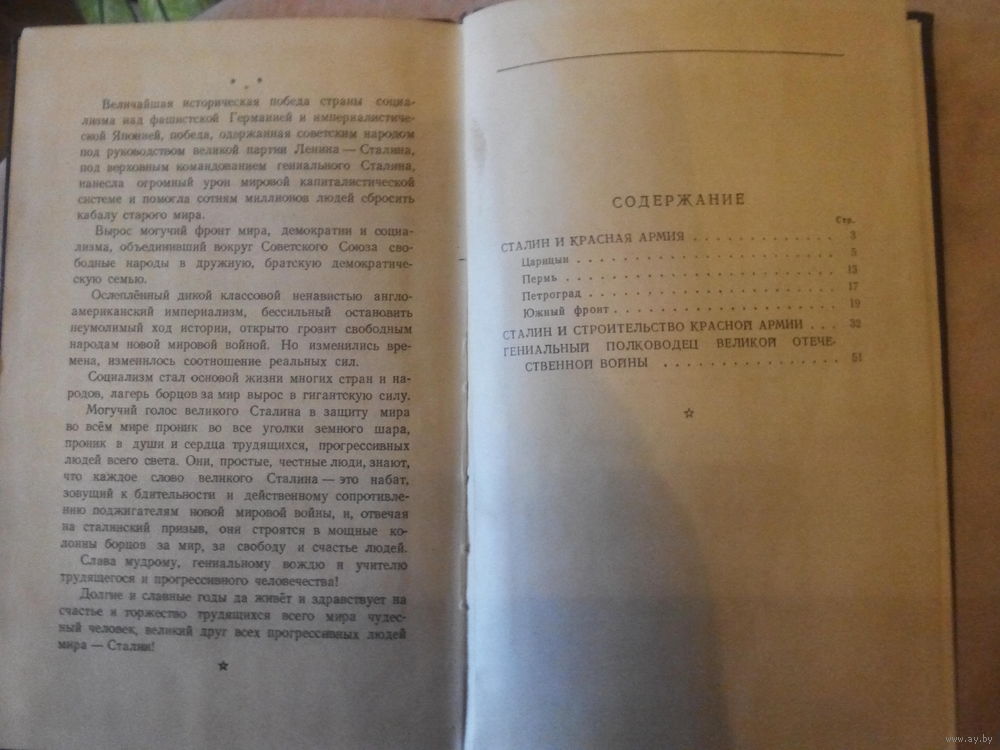 Величайшая историческая победа страны социа-
лизма над фашистской Германией и империалистиче-
ской Японией, победа, одержанная советским народом
под руководством великой партии Ленина — Сталина,
под верховным командованием гениального Сталина,
нанесла огромный урон мировой капиталистической
системе и помогла сотням миллионов людей сбросить
кабалу старого мира.
Вырос могучий фронт мира, демократии и социа-
лизма, объединивший вокруг Советского Союза сво-
бодные народы в дружную, братскую демократиче-
скую семью.
Ослеплённый дикой классовой ненавистью англо-
американский империализм, бессильный остановить
неумолимый ход истории, открыто грозит свободным
народам новой мировой войной. Но изменились вре-
мена, изменилось соотношение реальных сил.
Социализм стал основой жизни многих стран и на-
родов, лагерь борцов за мир вырос в гигантскую силу.
Могучий голос великого Сталина в защиту мира
во всём мире проник во все уголки земного шара,
проник в души и сердца трудящихся, прогрессивных
людей всего света. Они, простые, честные люди, знают,
что каждое слово великого Сталина — это набат,
зовущий к бдительности и действенному сопротивле-
нию поджигателям новой мировой войны, и, отвечая
на сталинский призыв, они строятся в мощные ко-
лонны борцов за мир, за свободу и счастье людей.
Слава мудрому, гениальному вождю и учителю
трудящегося и прогрессивного человечества!
Долгие и славные годы да живёт и здравствует на
счастье и торжество трудящихся всего мира чудес-
ный человек, великий друг всех прогрессивных людей
мира — Сталин!
СОДЕРЖАНИЕ
Стр.
СТАЛИН И КРАСНАЯ АРМИЯ . . . . . . . . . . . 3
Царицын . . . . . . . . . . . . . . . . . . 5
Пермь . . . . . . . . . . . . . . . . . . . 13
Петроград . . . . . . . . . . . . . . . . . 17
Южный фронт . . . . . . . . . . . . . . . . 19
СТАЛИН И СТРОИТЕЛЬСТВО КРАСНОЙ АРМИИ . . . 32
ГЕНИАЛЬНЫЙ ПОЛКОВОДЕЦ ВЕЛИКОЙ ОТЕЧЕ-
СТВЕННОЙ ВОЙНЫ . . . . . . . . . . . . . 51
www.ay.by